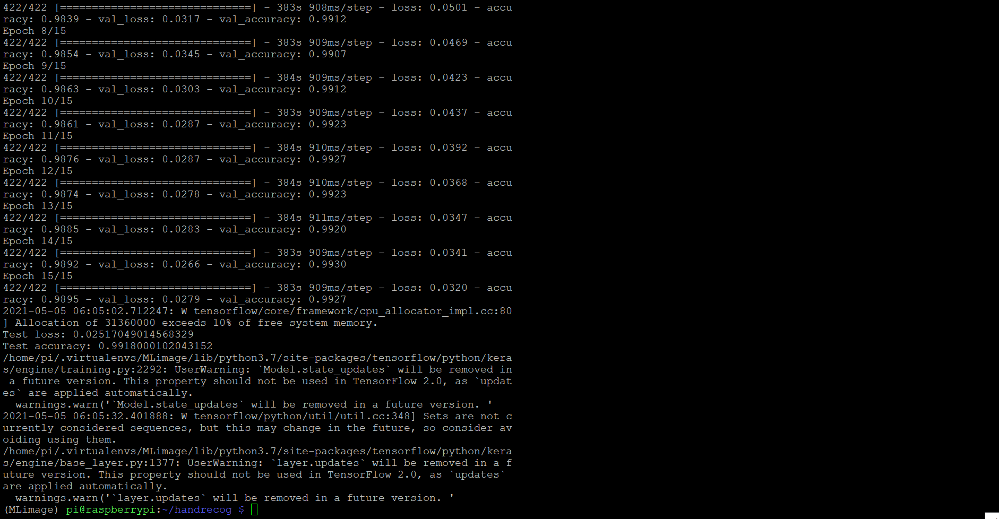 422/422 [==============================] - 383s 908ms/step - loss: 0.0501 - accu
racy: 0.9839 - val_loss: 0.0317 - val_accuracy: 0.9912
Epoch 8/15
422/422 [==============================] - 383s 909ms/step - loss: 0.0469 - accu
racy: 0.9854 - val_loss: 0.0345 - val_accuracy: 0.9907
Epoch 9/15
422/422 [==============================] - 384s 909ms/step - loss: 0.0423 - accu
racy: 0.9863 - val_loss: 0.0303 - val_accuracy: 0.9912
Epoch 10/15
422/422 [==============================] - 383s 909ms/step - loss: 0.0437 - accu
racy: 0.9861 - val_loss: 0.0287 - val_accuracy: 0.9923
Epoch 11/15
422/422 [==============================] - 384s 910ms/step - loss: 0.0392 - accu
racy: 0.9876 - val_loss: 0.0287 - val_accuracy: 0.9927
Epoch 12/15
422/422 [==============================] - 384s 910ms/step - loss: 0.0368 - accu
racy: 0.9874 - val_loss: 0.0278 - val_accuracy: 0.9923
Epoch 13/15
422/422 [==============================] - 384s 911ms/step - loss: 0.0347 - accu
racy: 0.9885 - val_loss: 0.0283 - val_accuracy: 0.9920
Epoch 14/15
422/422 [==============================] - 383s 909ms/step - loss: 0.0341 - accu
racy: 0.9892 - val_loss: 0.0266 - val_accuracy: 0.9930
Epoch 15/15
422/422 [==============================] - 383s 909ms/step - loss: 0.0320 - accu
racy: 0.9895 - val_loss: 0.0279 - val_accuracy: 0.9927
2021-05-05 06:05:02.712247: W tensorflow/core/framework/cpu_allocator_impl.cc:80
] Allocation of 31360000 exceeds 10% of free system memory.
Test loss: 0.02517049014568329
Test accuracy: 0.9918000102043152
/home/pi/.virtualenvs/MLimage/lib/python3.7/site-packages/tensorflow/python/kera
s/engine/training.py:2292: UserWarning: `Model.state_updates` will be removed in
 a future version. This property should not be used in TensorFlow 2.0, as `updat
es` are applied automatically.
  warnings.warn('`Model.state_updates` will be removed in a future version. '
2021-05-05 06:05:32.401888: W tensorflow/python/util/util.cc:348] Sets are not c
urrently considered sequences, but this may change in the future, so consider av
oiding using them.
/home/pi/.virtualenvs/MLimage/lib/python3.7/site-packages/tensorflow/python/kera
s/engine/base_layer.py:1377: UserWarning: `layer.updates` will be removed in a f
uture version. This property should not be used in TensorFlow 2.0, as `updates`
are applied automatically.
  warnings.warn('`layer.updates` will be removed in a future version. '
(MLimage) pi@raspberrypi:~/handrecog $